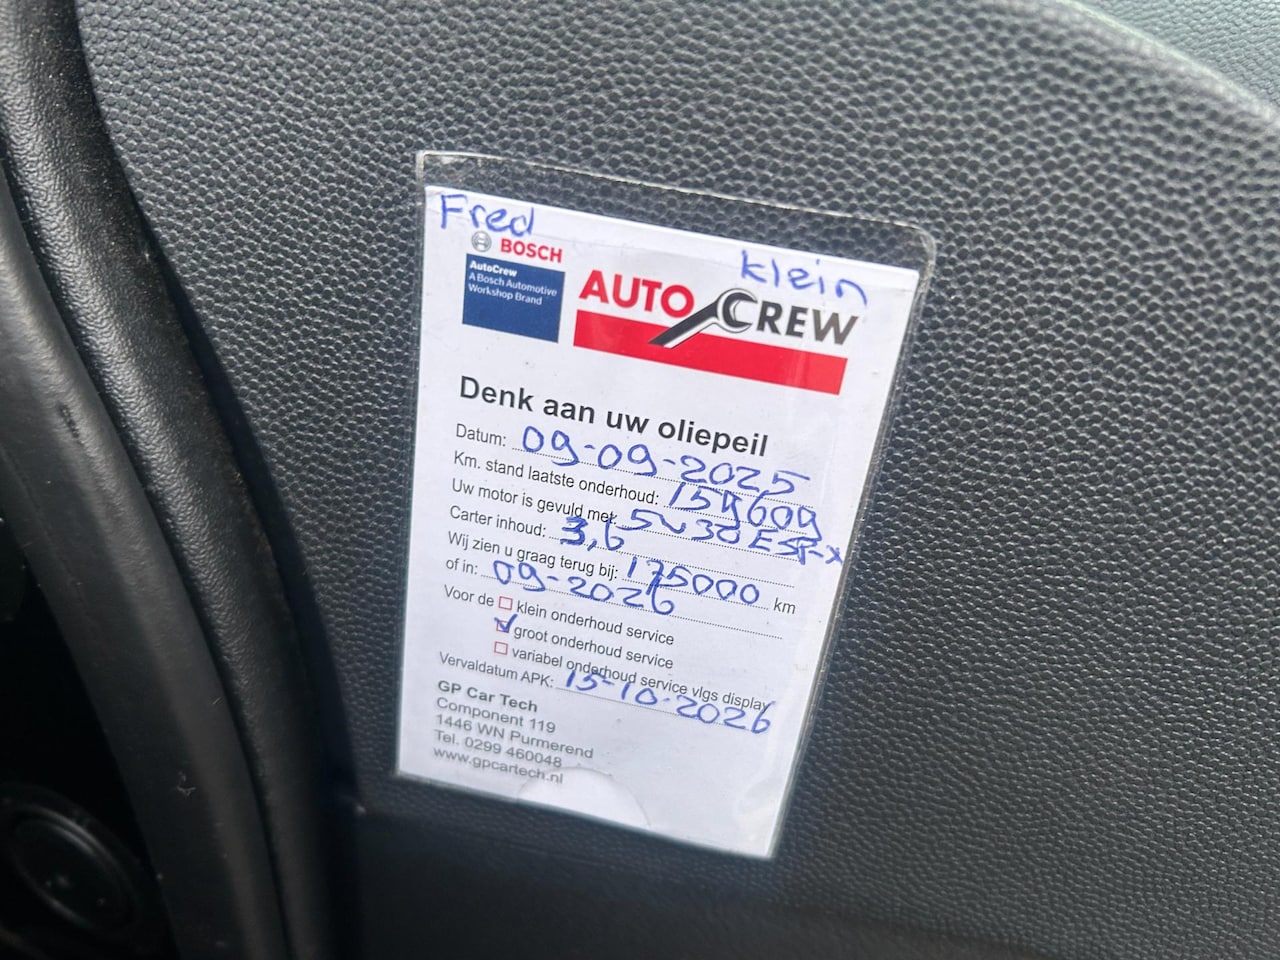 Fred
klein
BOSCH
AutoCrew
A Bosch Automotive
Workshop Brand
AUTO CREW
Denk aan uw oliepeil
Datum: 09-09-2025
Km. stand laatste onderhoud:
Uw motor is gevuld met: 5W30 ESP-X
Carter inhoud: 3,6
Wij zien u graag terug bij: 175000 km
of in: 09-2026
Voor de klein onderhoud service
groot onderhoud service
variabel onderhoud service vlgs display
Vervaldatum APK: 15-10-2026
GP Car Tech
Component 119
1446 WN Purmerend
Tel. 0299 460048
www.gpcartech.nl